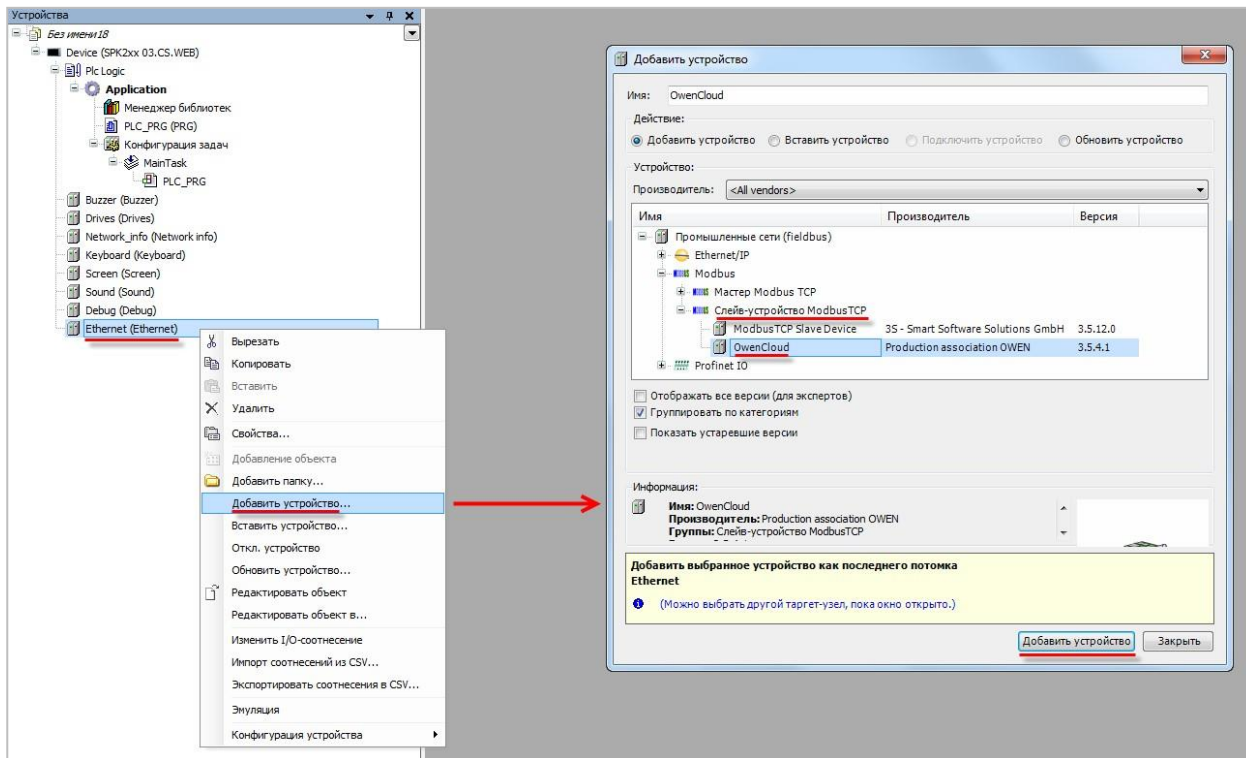 Устройства
Без имени18
Device (SPK2xx 03.CS.WEB)
Plc Logic
Application
Менеджер библиотек
PLC_PRG (PRG)
Конфигурация задач
MainTask
PLC_PRG
Buzzer (Buzzer)
Drives (Drives)
Network_info (Network info)
Keyboard (Keyboard)
Screen (Screen)
Sound (Sound)
Debug (Debug)
Ethernet (Ethernet)
Вырезать
Копировать
Вставить
Удалить
Свойства...
Добавление объекта
Добавить папку...
Добавить устройство...
Вставить устройство...
Откл. устройство
Обновить устройство...
Редактировать объект
Редактировать объект в...
Изменить I/O-соотнесение
Импорт соотнесений из CSV...
Экспортировать соотнесения в CSV...
Эмуляция
Конфигурация устройства
Добавить устройство
Имя: OwenCloud
Действие:
Добавить устройство Вставить устройство Подключить устройство Обновить устройство
Устройство:
Производитель: <All vendors>
Имя Производитель Версия
Промышленные сети (fieldbus)
Ethernet/IP
Modbus
Мастер Modbus TCP
Слейв-устройство ModbusTCP
ModbusTCP Slave Device 3S - Smart Software Solutions GmbH 3.5.12.0
OwenCloud Production association OWEN 3.5.4.1
Profinet IO
Отображать все версии (для экспертов)
Группировать по категориям
Показать устаревшие версии
Информация:
Имя: OwenCloud
Производитель: Production association OWEN
Группы: Слейв-устройство ModbusTCP
Добавить выбранное устройство как последнего потомка
Ethernet
(Можно выбрать другой таргет-узел, пока окно открыто.)
Добавить устройство Закрыть